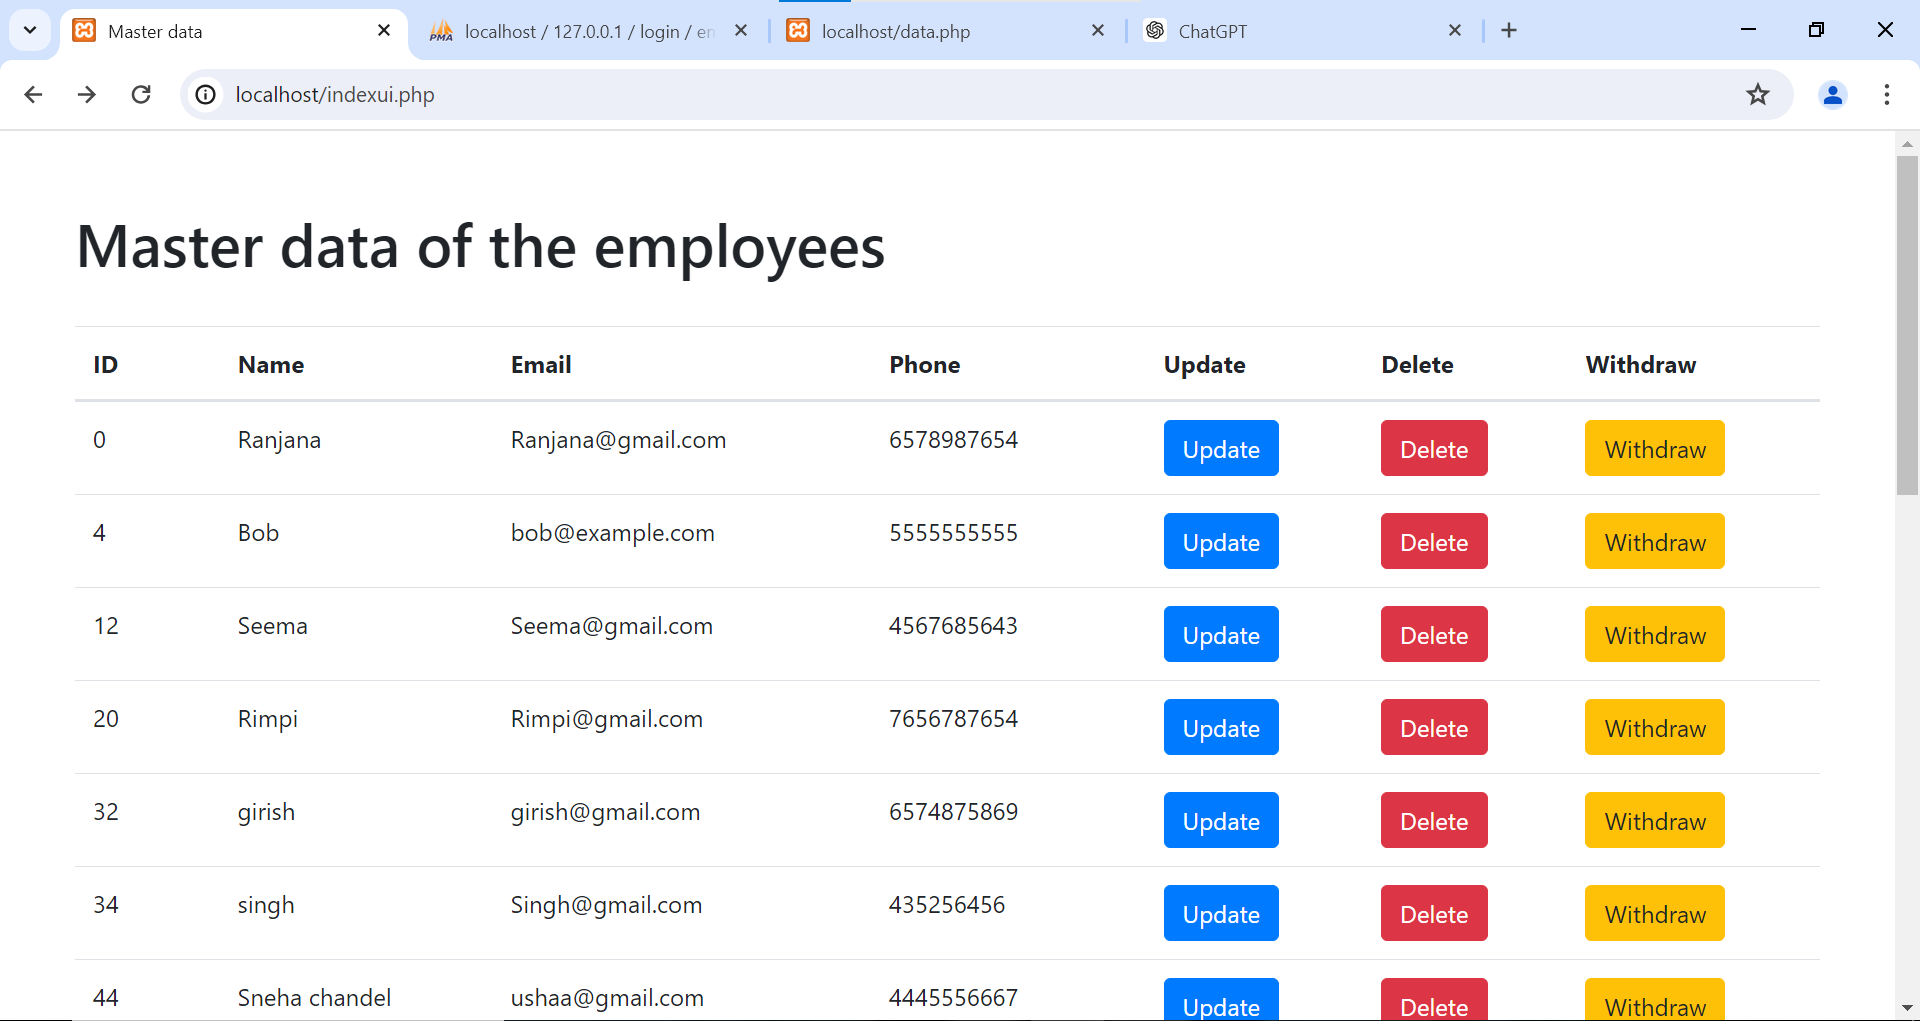 Master data
localhost / 127.0.0.1 / login / em
localhost/data.php
ChatGPT
localhost/indexui.php
Master data of the employees
ID Name Email Phone Update Delete Withdraw
0 Ranjana Ranjana@gmail.com 6578987654 Update Delete Withdraw
4 Bob bob@example.com 5555555555 Update Delete Withdraw
12 Seema Seema@gmail.com 4567685643 Update Delete Withdraw
20 Rimpi Rimpi@gmail.com 7656787654 Update Delete Withdraw
32 girish girish@gmail.com 6574875869 Update Delete Withdraw
34 singh Singh@gmail.com 435256456 Update Delete Withdraw
44 Sneha chandel ushaa@gmail.com 4445556667 Update Delete Withdraw